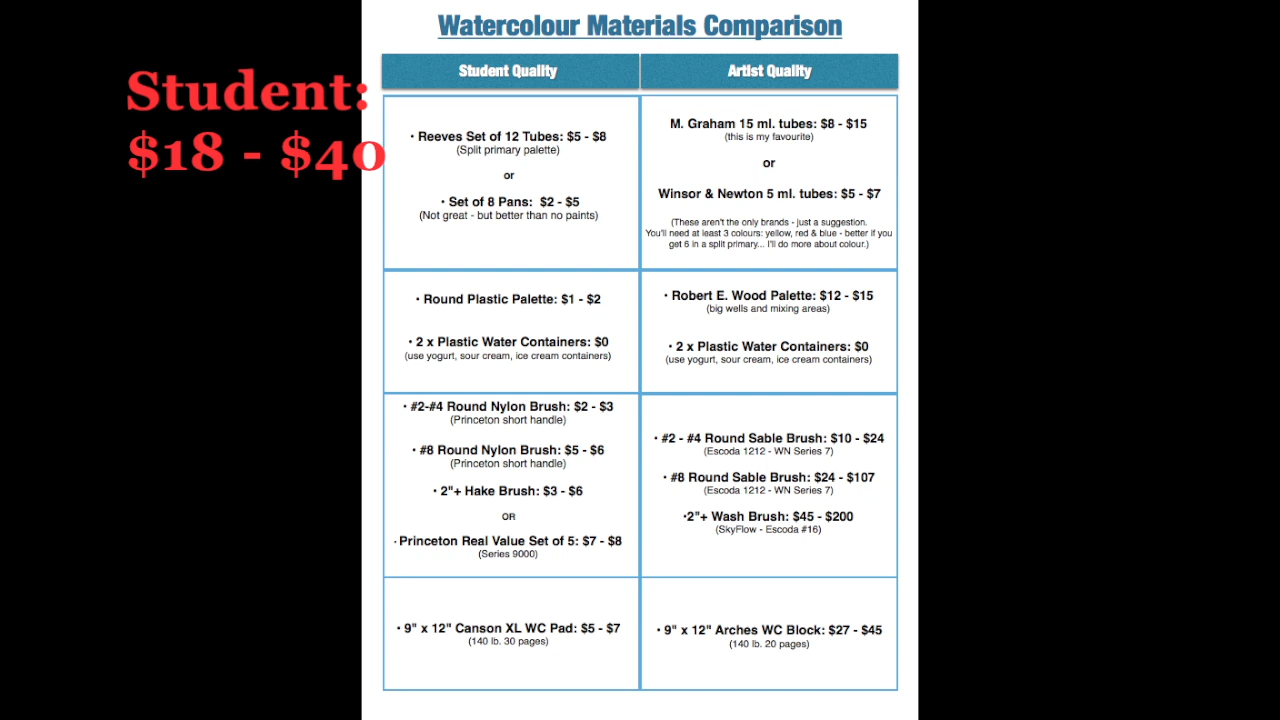 Watercolour Materials Comparison
Student:
$18 - $40
Student Quality
Artist Quality
• Reeves Set of 12 Tubes: $5 - $8
(Split primary palette)
or
• Set of 8 Pans:  $2 - $5
(Not great - but better than no paints)
M. Graham 15 ml. tubes: $8 - $15
(this is my favourite)
or
Winsor & Newton 5 ml. tubes: $5 - $7
(These aren't the only brands - just a suggestion.
You'll need at least 3 colours: yellow, red & blue - better if you
get 6 in a split primary... I'll do more about colour.)
• Round Plastic Palette: $1 - $2
• 2 x Plastic Water Containers: $0
(use yogurt, sour cream, ice cream containers)
• Robert E. Wood Palette: $12 - $15
(big wells and mixing areas)
• 2 x Plastic Water Containers: $0
(use yogurt, sour cream, ice cream containers)
• #2-#4 Round Nylon Brush: $2 - $3
(Princeton short handle)
• #8 Round Nylon Brush: $5 - $6
(Princeton short handle)
• 2"+ Hake Brush: $3 - $6
OR
• Princeton Real Value Set of 5: $7 - $8
(Series 9000)
• #2 - #4 Round Sable Brush: $10 - $24
(Escoda 1212 - WN Series 7)
• #8 Round Sable Brush: $24 - $107
(Escoda 1212 - WN Series 7)
•2"+ Wash Brush: $45 - $200
(SkyFlow - Escoda #16)
• 9" x 12" Canson XL WC Pad: $5 - $7
(140 lb. 30 pages)
• 9" x 12" Arches WC Block: $27 - $45
(140 lb. 20 pages)